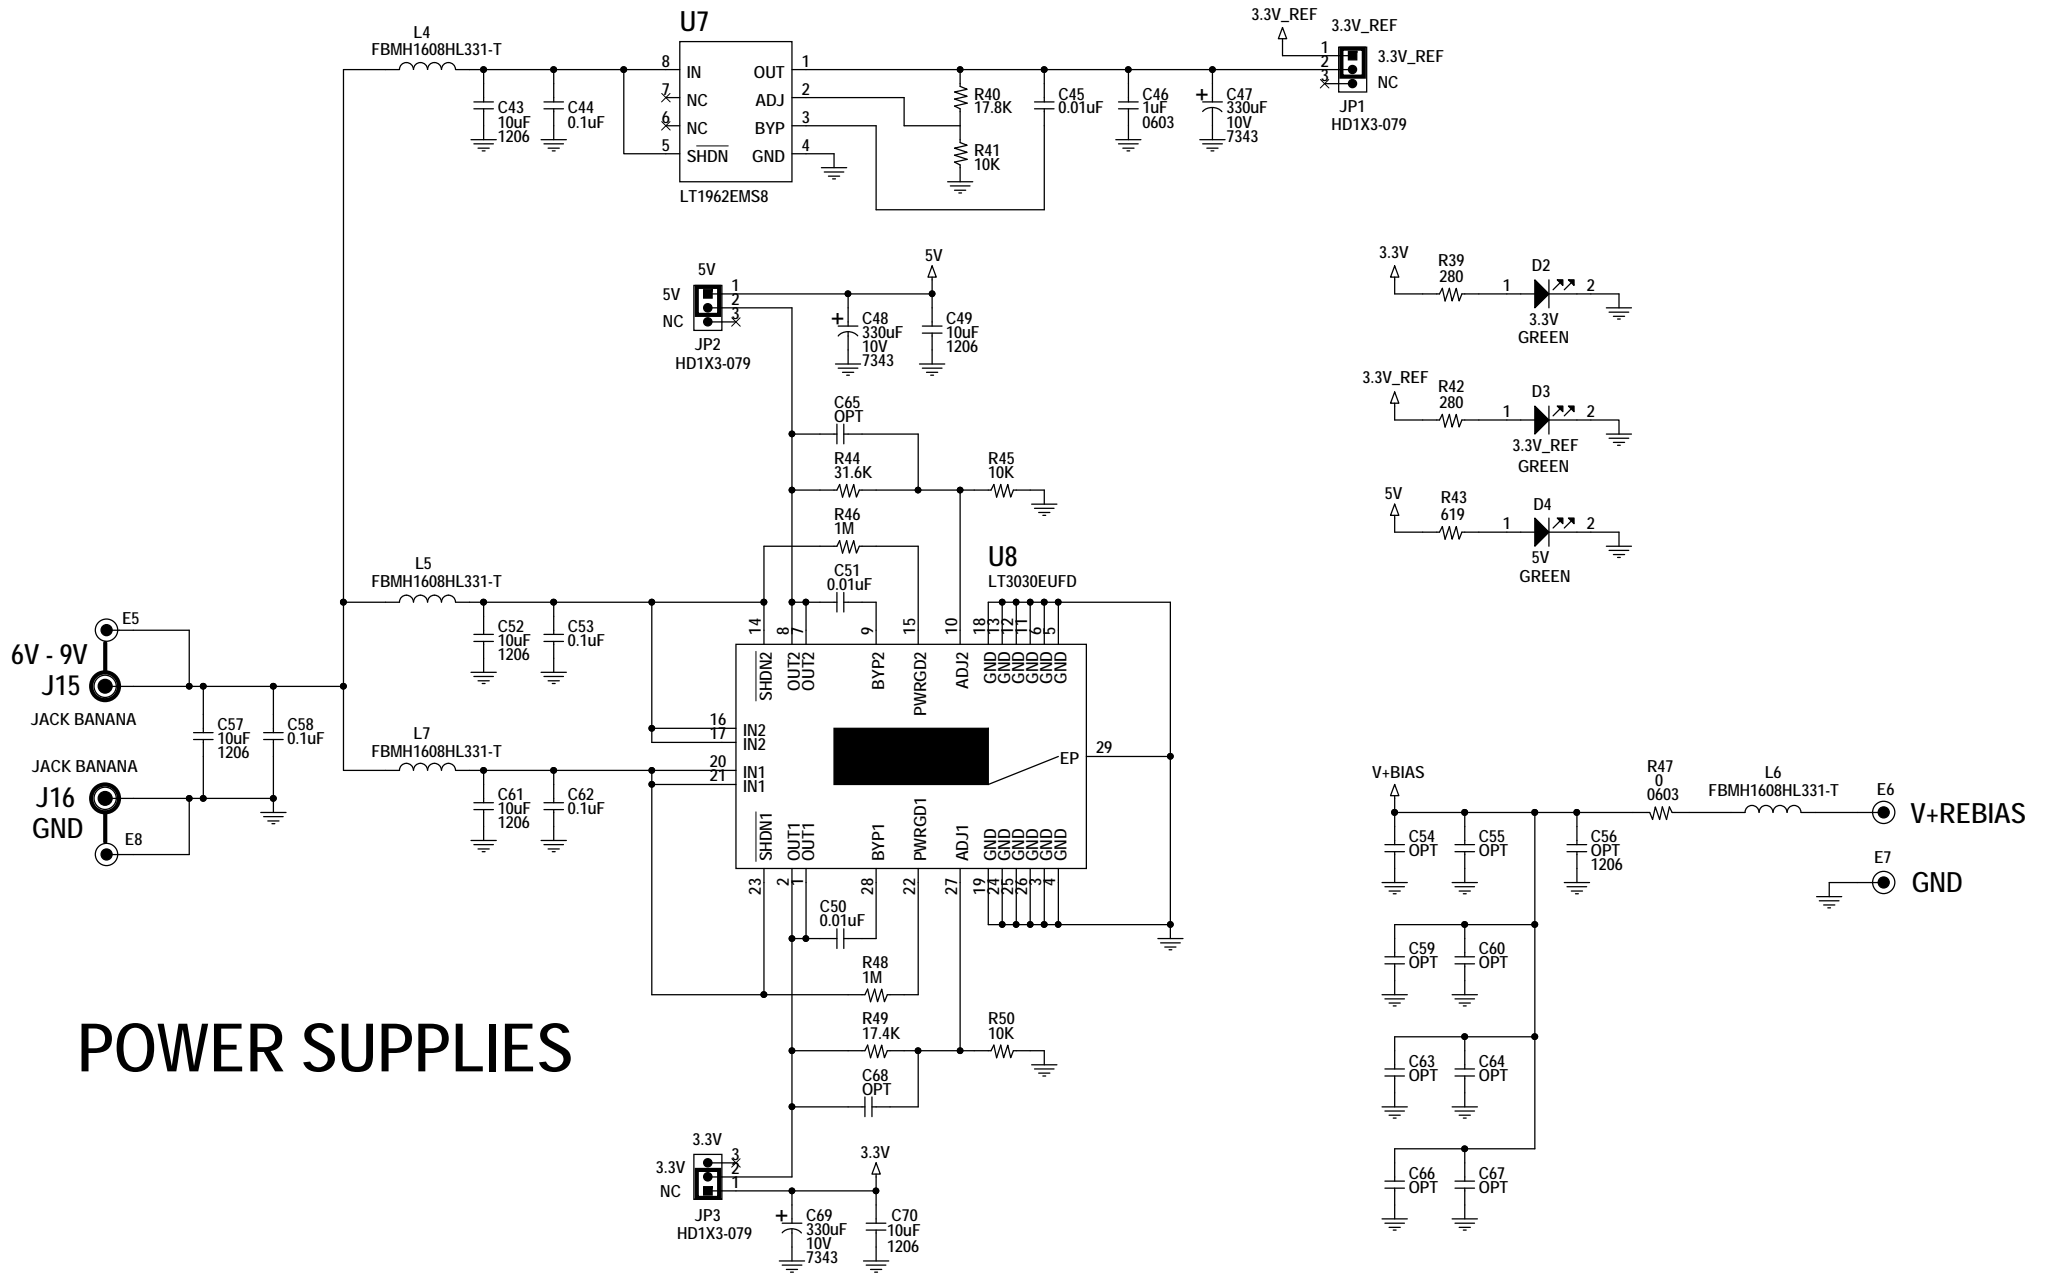 U7
L4
FBMH1608HL331-T
8
IN
OUT
1
7
NC
ADJ
2
6
NC
BYP
3
5
SHDN
GND
4
LT1962EMS8
C43
10uF
1206
C44
0.1uF
R40
17.8K
R41
10K
C45
0.01uF
C46
1uF
0603
+
C47
330uF
10V
7343
3.3V_REF
3.3V_REF
1
3.3V_REF
2
3
NC
JP1
HD1X3-079
5V
5V
NC
1
2
3
JP2
HD1X3-079
5V
+
C48
330uF
10V
7343
C49
10uF
1206
3.3V
R39
280
1
D2
2
3.3V
GREEN
3.3V_REF
R42
280
1
D3
2
3.3V_REF
GREEN
5V
R43
619
1
D4
2
5V
GREEN
C65
OPT
R44
31.6K
R45
10K
R46
1M
C51
0.01uF
U8
LT3030EUFD
L5
FBMH1608HL331-T
C52
10uF
1206
C53
0.1uF
14
8
7
9
15
10
18
13
12
11
6
5
SHDN2
OUT2
OUT2
BYP2
PWRGD2
ADJ2
GND
GND
GND
GND
GND
GND
16
IN2
17
IN2
20
IN1
21
IN1
EP
29
SHDN1
OUT1
OUT1
BYP1
PWRGD1
ADJ1
GND
GND
GND
GND
GND
GND
23
2
1
28
22
27
19
24
25
26
3
4
E5
6V - 9V
J15
JACK BANANA
C57
10uF
1206
C58
0.1uF
JACK BANANA
J16
GND
E8
L7
FBMH1608HL331-T
C61
10uF
1206
C62
0.1uF
C50
0.01uF
R48
1M
R49
17.4K
R50
10K
C68
OPT
POWER SUPPLIES
3.3V
3.3V
NC
3
2
1
JP3
HD1X3-079
3.3V
+
C69
330uF
10V
7343
C70
10uF
1206
V+BIAS
R47
0
0603
L6
FBMH1608HL331-T
E6
V+REBIAS
C54
OPT
C55
OPT
C56
OPT
1206
E7
GND
C59
OPT
C60
OPT
C63
OPT
C64
OPT
C66
OPT
C67
OPT